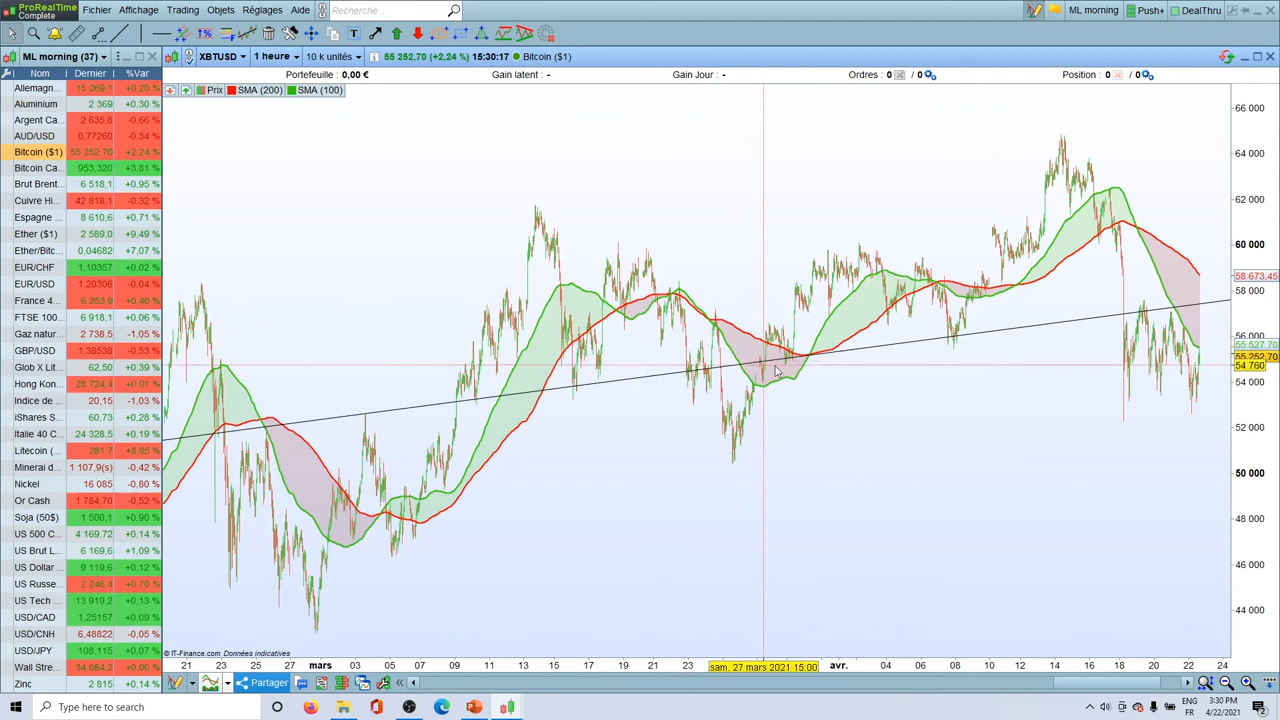 ProRealTime
Complete
Fichier Affichage Trading Objets Réglages Aide Recherche ... ML morning Push+ DealThru
ML morning (37) XBTUSD 1 heure 10 k unités 55 252,70 (+2,24 %) 15:30:17 Bitcoin ($1)
Nom Dernier %Var Portefeuille : 0,00 € Gain latent : - Gain Jour : - Ordres : 0 / 0 Position : 0 / 0
Prix SMA (200) SMA (100)
Allemagn... 15 269,1 +0,20 %
Aluminium 2 369 +0,30 %
Argent Ca... 2 635,8 -0,66 %
AUD/USD 0,77260 -0,34 %
Bitcoin ($1) 55 252,70 +2,24 %
Bitcoin Ca... 953,320 +3,81 %
Brut Brent... 6 518,1 +0,95 %
Cuivre Hi... 42 818,1 -0,32 %
Espagne ... 8 610,6 +0,71 %
Ether ($1) 2 589,0 +9,49 %
Ether/Bitc... 0,04682 +7,07 %
EUR/CHF 1,10357 +0,02 %
EUR/USD 1,20306 -0,04 %
France 4... 6 253,9 +0,40 %
FTSE 100... 6 918,1 +0,06 %
Gaz natur... 2 738,5 -1,05 %
GBP/USD 1,38538 -0,53 %
Glob X Lit... 62,50 +0,39 %
Hong Kon... 28 724,4 +0,01 %
Indice de ... 20,15 -1,03 %
iShares S... 60,73 +0,28 %
Italie 40 C... 24 328,5 +0,19 %
Litecoin (... 281,7 +8,85 %
Minerai d... 1 107,9(s) -0,42 %
Nickel 16 085 -0,80 %
Or Cash 1 784,70 -0,52 %
Soja (50$) 1 500,1 +0,90 %
US 500 C... 4 169,72 +0,14 %
US Brut L... 6 169,6 +1,09 %
US Dollar ... 9 119,6 +0,12 %
US Russe... 2 246,4 +0,70 %
US Tech ... 13 919,2 +0,13 %
USD/CAD 1,25157 +0,09 %
USD/CNH 6,48822 -0,05 %
USD/JPY 108,115 +0,07 %
Wall Stre... 34 084,2 +0,00 %
Zinc 2 815 +0,14 %
66 000
64 000
62 000
60 000
58 673,45
58 000
56 000
55 527,70
55 252,70
54 760
54 000
52 000
50 000
48 000
46 000
44 000
© IT-Finance.com Données indicatives
21 23 25 27 mars 03 05 07 09 11 13 15 17 19 21 23 sam. 27 mars 2021 15:00 avr. 04 06 08 10 12 14 16 18 20 22 24
Partager
Type here to search
ENG 3:30 PM
FR 4/22/2021
2